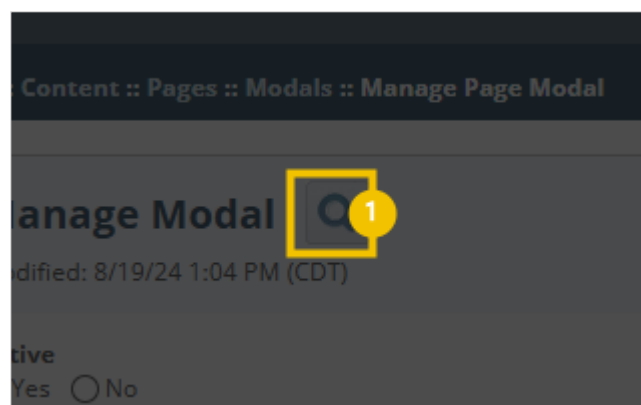 : Content :: Pages :: Modals :: Manage Page Modal
anage Modal
1
dified: 8/19/24 1:04 PM (CDT)
tive
Yes No